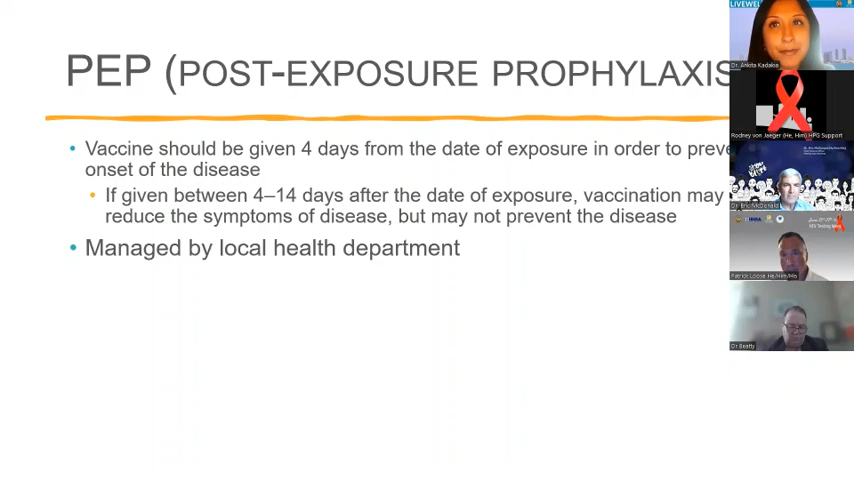 PEP (POST-EXPOSURE PROPHYLAXIS
• Vaccine should be given 4 days from the date of exposure in order to preve
onset of the disease
• If given between 4–14 days after the date of exposure, vaccination may
reduce the symptoms of disease, but may not prevent the disease
• Managed by local health department
LIVEWEL
Dr. Ankita Kadakia
Rodney von Jaeger (He, Him) HPG Support
Dr. Eric McDonald
HIV Testing
Patrick Loose He/Him/His
Dr Beatty